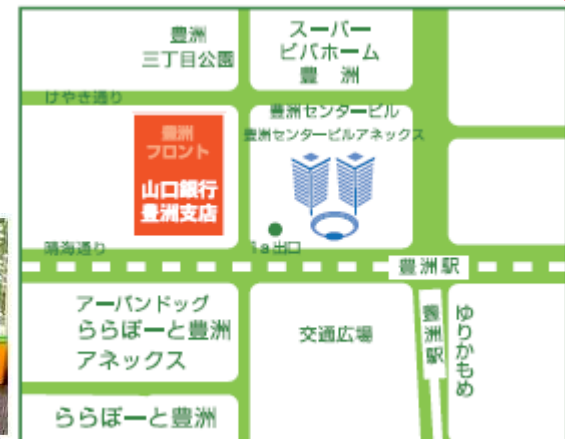 豊洲
三丁目公園
スーパー
ビバホーム
豊 洲
けやき通り
豊洲
フロント
山口銀行
豊洲支店
豊洲センタービル
豊洲センタービルアネックス
晴海通り
1a出口
豊洲駅
アーバンドッグ
ららぽーと豊洲
アネックス
交通広場
豊洲駅
ゆりかもめ
ららぽーと豊洲